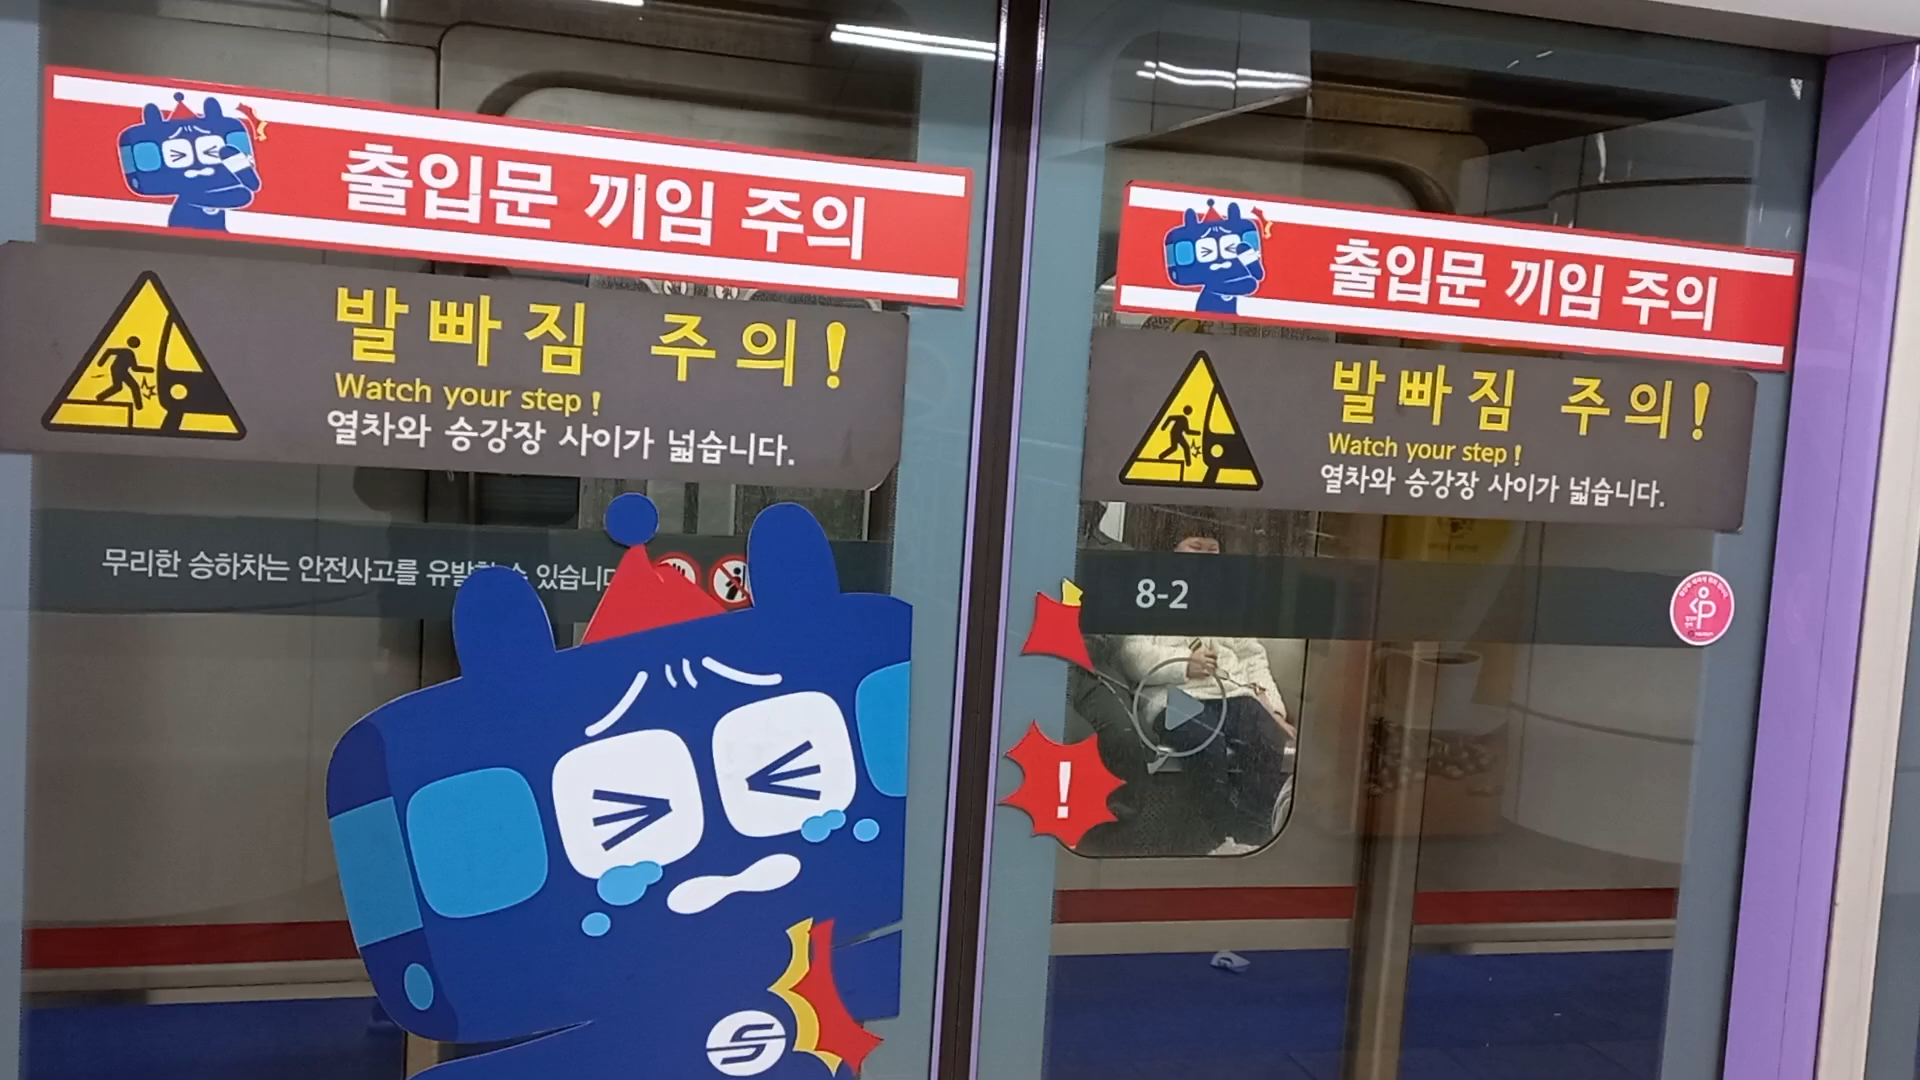 출입문 끼임 주의
발빠짐 주의!
Watch your step !
열차와 승강장 사이가 넓습니다.
무리한 승하차는 안전사고를 유발 수 있습니다
!
출입문 끼임 주의
발빠짐 주의!
Watch your step !
열차와 승강장 사이가 넓습니다.
8-2